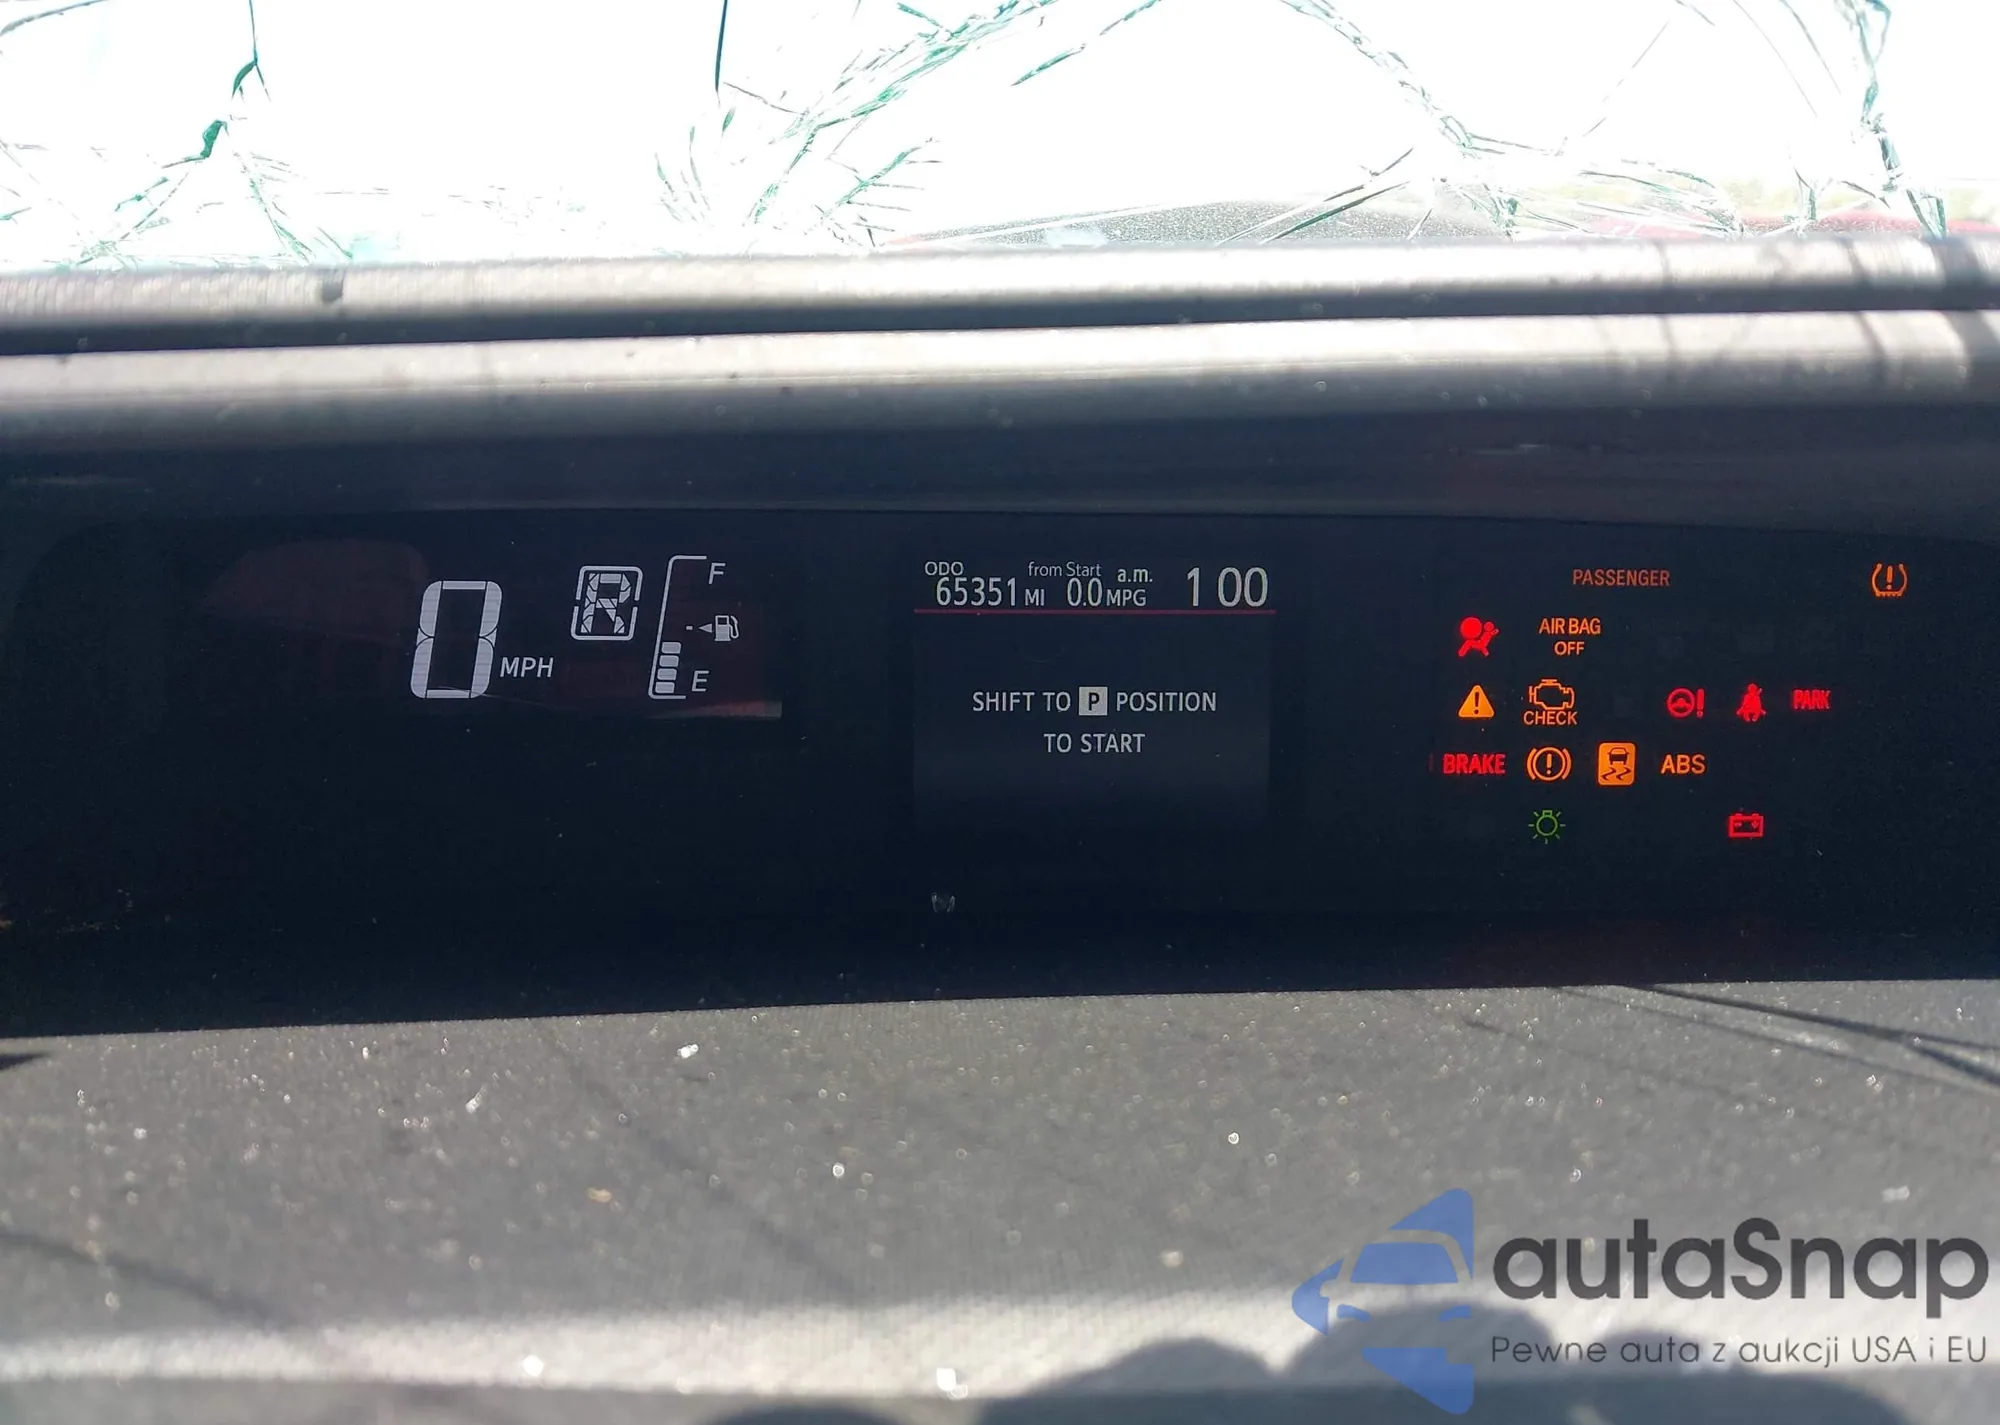 0 MPH
R
F
E
ODO from Start a.m.
65351 MI 0.0 MPG 1 00
SHIFT TO P POSITION
TO START
PASSENGER
AIR BAG
OFF
CHECK
PARK
BRAKE ABS
autaSnap
Pewne auta z aukcji USA i EU